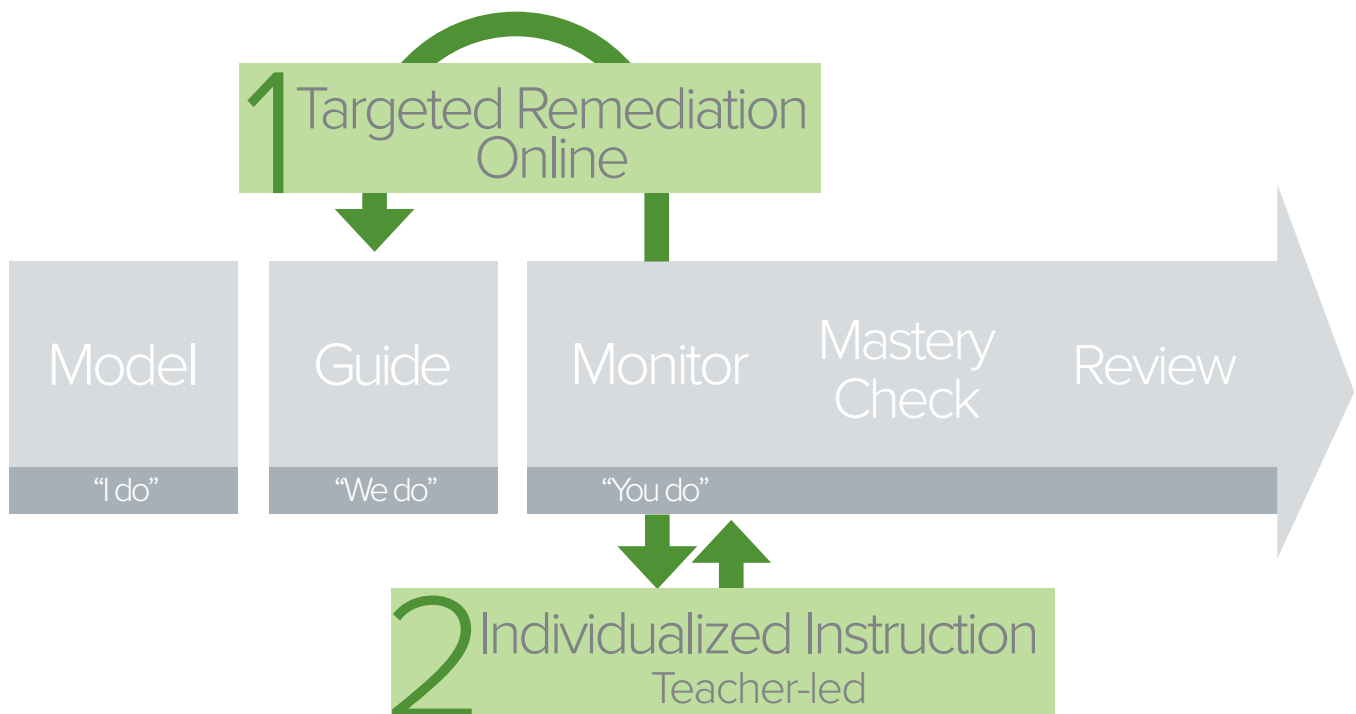 1 Targeted Remediation
Online
Model
Guide
Monitor
Mastery
Check
Review
“I do”
“We do”
“You do”
2 Individualized Instruction
Teacher-led